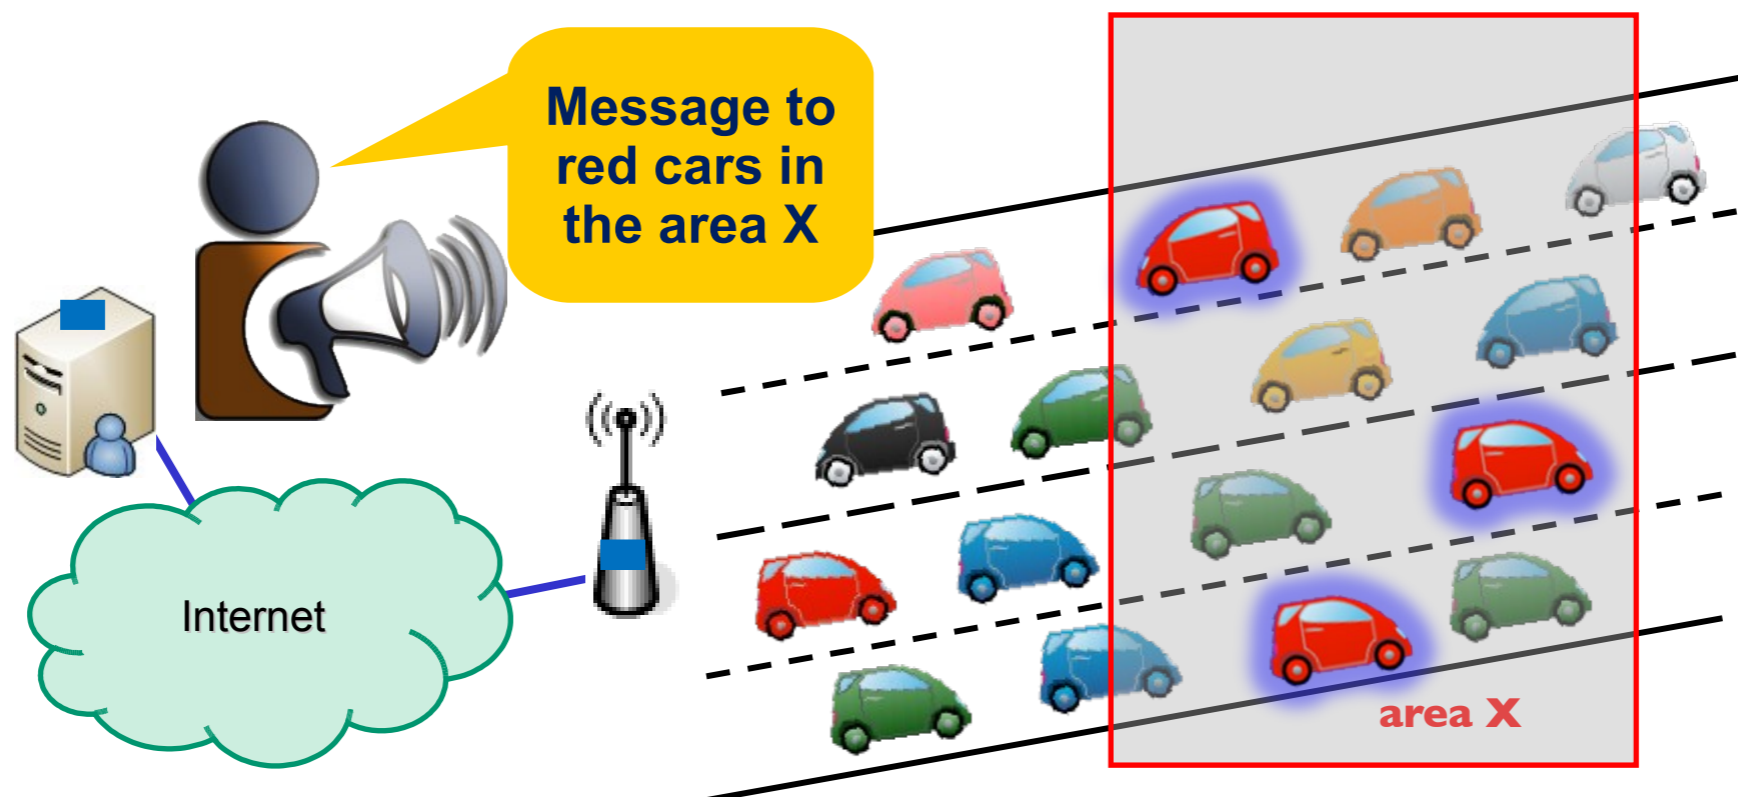 Message to
red cars in
the area X
Internet
area X